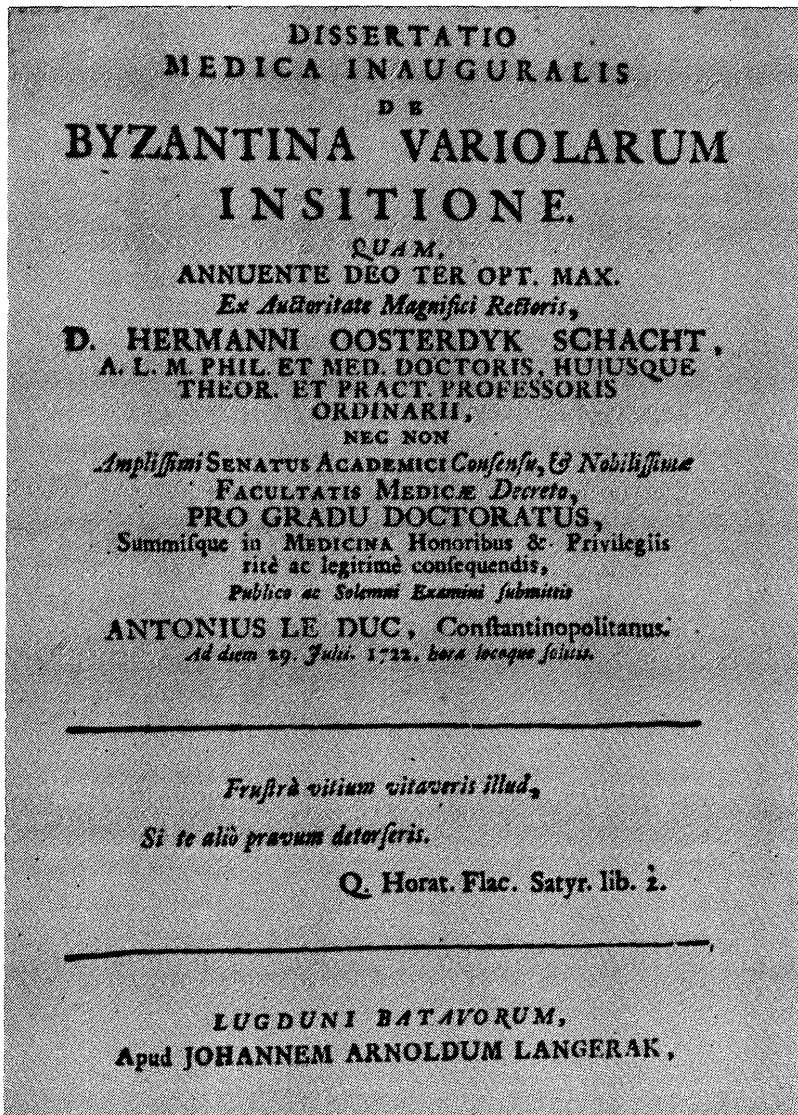 DISSERTATIO
MEDICA INAUGURALIS
DE
BYZANTINA VARIOLARUM
INSITIONE.
QUAM,
ANNUENTE DEO TER OPT. MAX.
Ex Auctoritate Magnifici Rectoris,
D. HERMANNI OOSTERDYK SCHACHT,
A. L. M. PHIL. ET MED. DOCTORIS, HUJUSQUE
THEOR. ET PRACT. PROFESSORIS
ORDINARII,
NEC NON
Ampliſſimi SENATUS ACADEMICI Conſenſu, & Nobiliſſimæ
FACULTATIS MEDICÆ Decreto,
PRO GRADU DOCTORATUS,
Summiſque in MEDICINA Honoribus & Privilegiis
ritè ac legitimè conſequendis,
Publico ac Solemni Examini ſubmittit
ANTONIUS LE DUC, Conſtantinopolitanus.
Ad diem 29. Julii. 1722. hora locoque ſolitis.
Fruſtrà vitium vitaveris illud,
Si te aliò pravum detorſeris.
Q. Horat. Flac. Satyr. lib. 2.
LUGDUNI BATAVORUM,
Apud JOHANNEM ARNOLDUM LANGERAK,